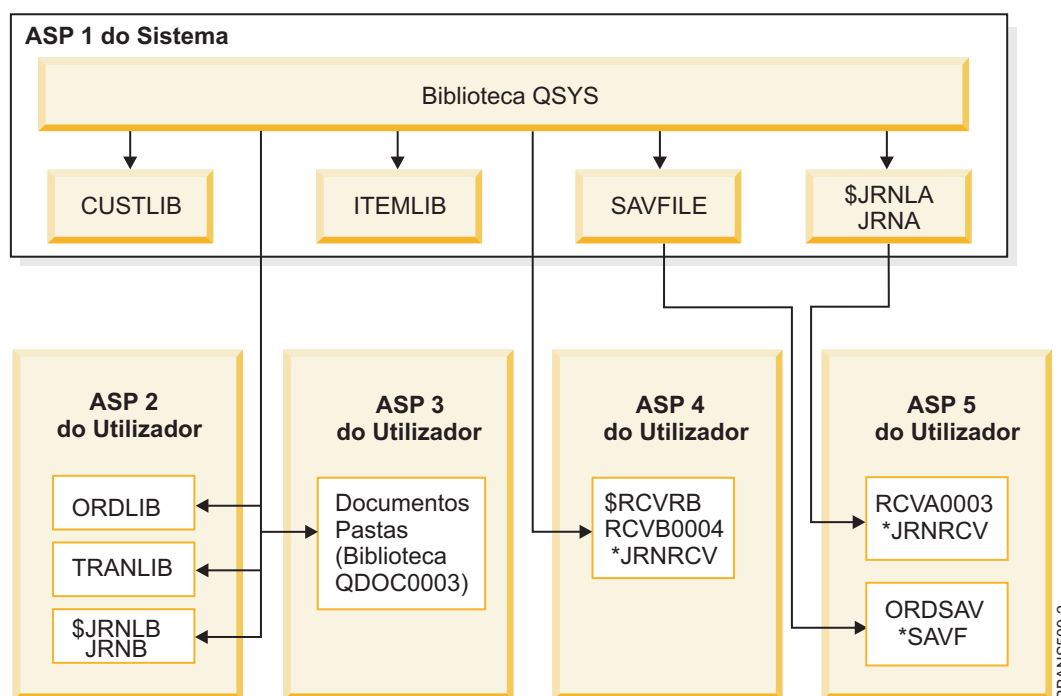 ASP 1 do Sistema
Biblioteca QSYS
CUSTLIB
ITEMLIB
SAVFILE
$JRNLA
JRNA
ASP 2
do Utilizador
ORDLIB
TRANLIB
$JRNLB
JRNB
ASP 3
do Utilizador
Documentos
Pastas
(Biblioteca
QDOC0003)
ASP 4
do Utilizador
$RCVRB
RCVB0004
*JRNRCV
ASP 5
do Utilizador
RCVA0003
*JRNRCV
ORDSAV
*SAVF